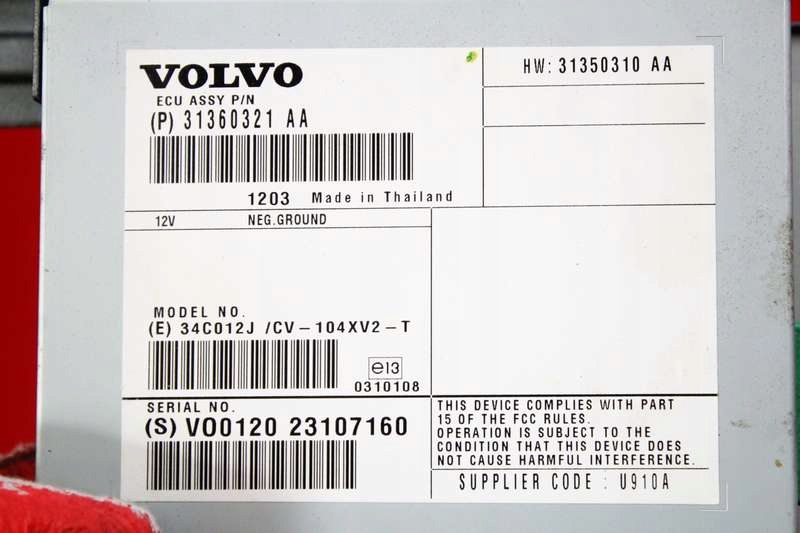 VOLVO
ECU ASSY P/N
(P) 31360321 AA
1203 Made in Thailand
HW: 31350310 AA
12V NEG.GROUND
MODEL NO.
(E) 34C012J /CV-104XV2-T
e13
0310108
SERIAL NO.
(S) V00120 23107160
THIS DEVICE COMPLIES WITH PART
15 OF THE FCC RULES.
OPERATION IS SUBJECT TO THE
CONDITION THAT THIS DEVICE DOES
NOT CAUSE HARMFUL INTERFERENCE.
SUPPLIER CODE : U910A